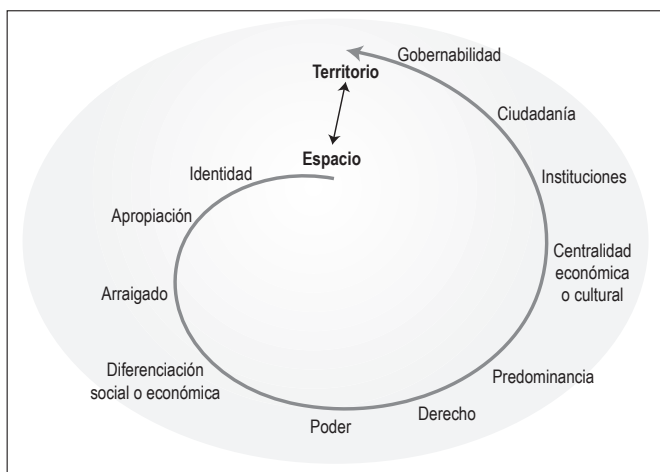 Gobernabilidad
Territorio
Ciudadanía
Espacio
Identidad
Instituciones
Apropiación
Centralidad
económica
o cultural
Arraigado
Diferenciación
social o económica
Predominancia
Derecho
Poder